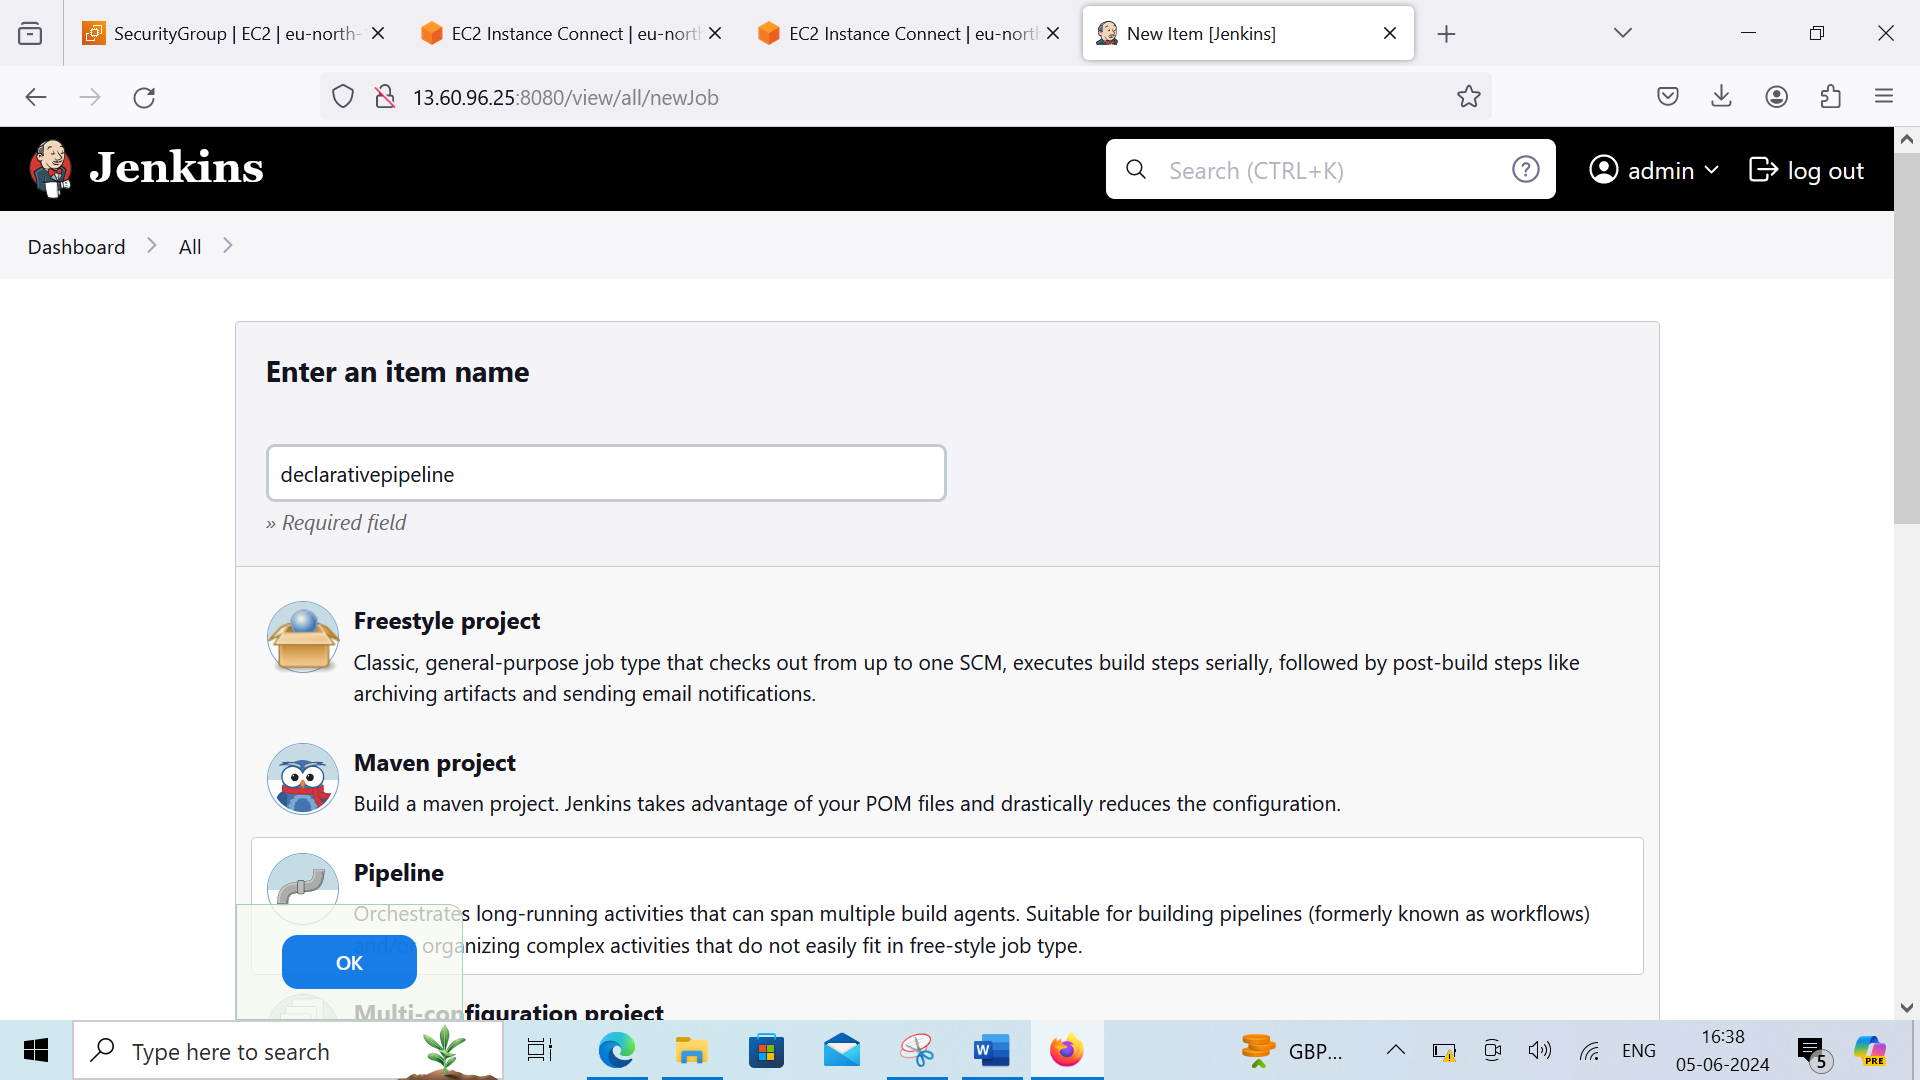 SecurityGroup | EC2 | eu-north-
EC2 Instance Connect | eu-nort
EC2 Instance Connect | eu-nort
New Item [Jenkins]
13.60.96.25:8080/view/all/newJob
Jenkins
Search (CTRL+K)
admin
log out
Dashboard
All
Enter an item name
declarativepipeline
» Required field
Freestyle project
Classic, general-purpose job type that checks out from up to one SCM, executes build steps serially, followed by post-build steps like
archiving artifacts and sending email notifications.
Maven project
Build a maven project. Jenkins takes advantage of your POM files and drastically reduces the configuration.
Pipeline
Orchestrates long-running activities that can span multiple build agents. Suitable for building pipelines (formerly known as workflows)
and/or organizing complex activities that do not easily fit in free-style job type.
OK
Multi-configuration project
Type here to search
GBP...
ENG
16:38
05-06-2024
5
PRE